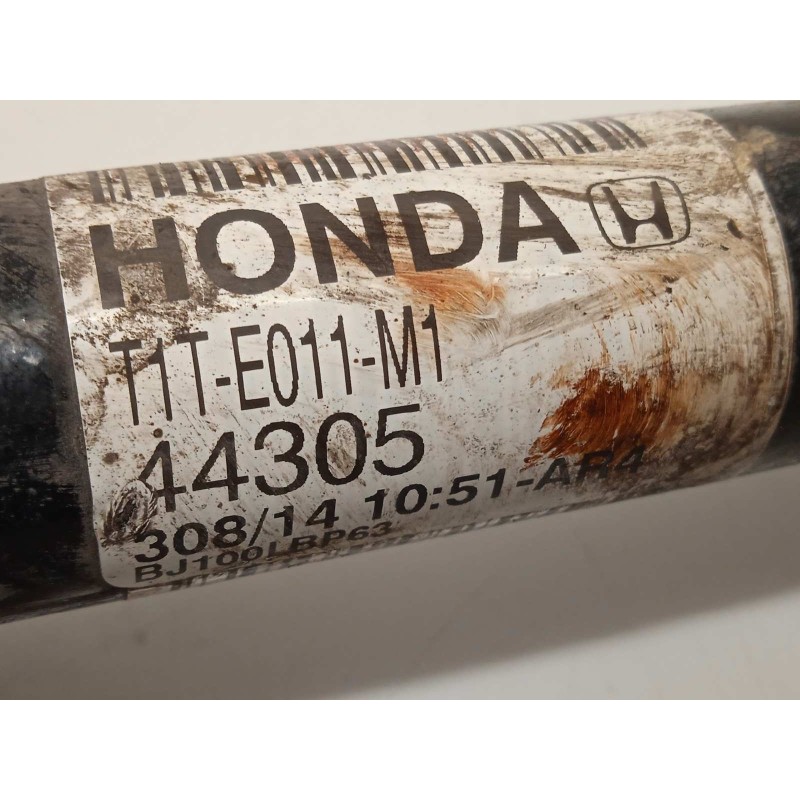 HONDA
T1T-E011-M1
44305
308/14 10:51-AR4
BJ100LBP63